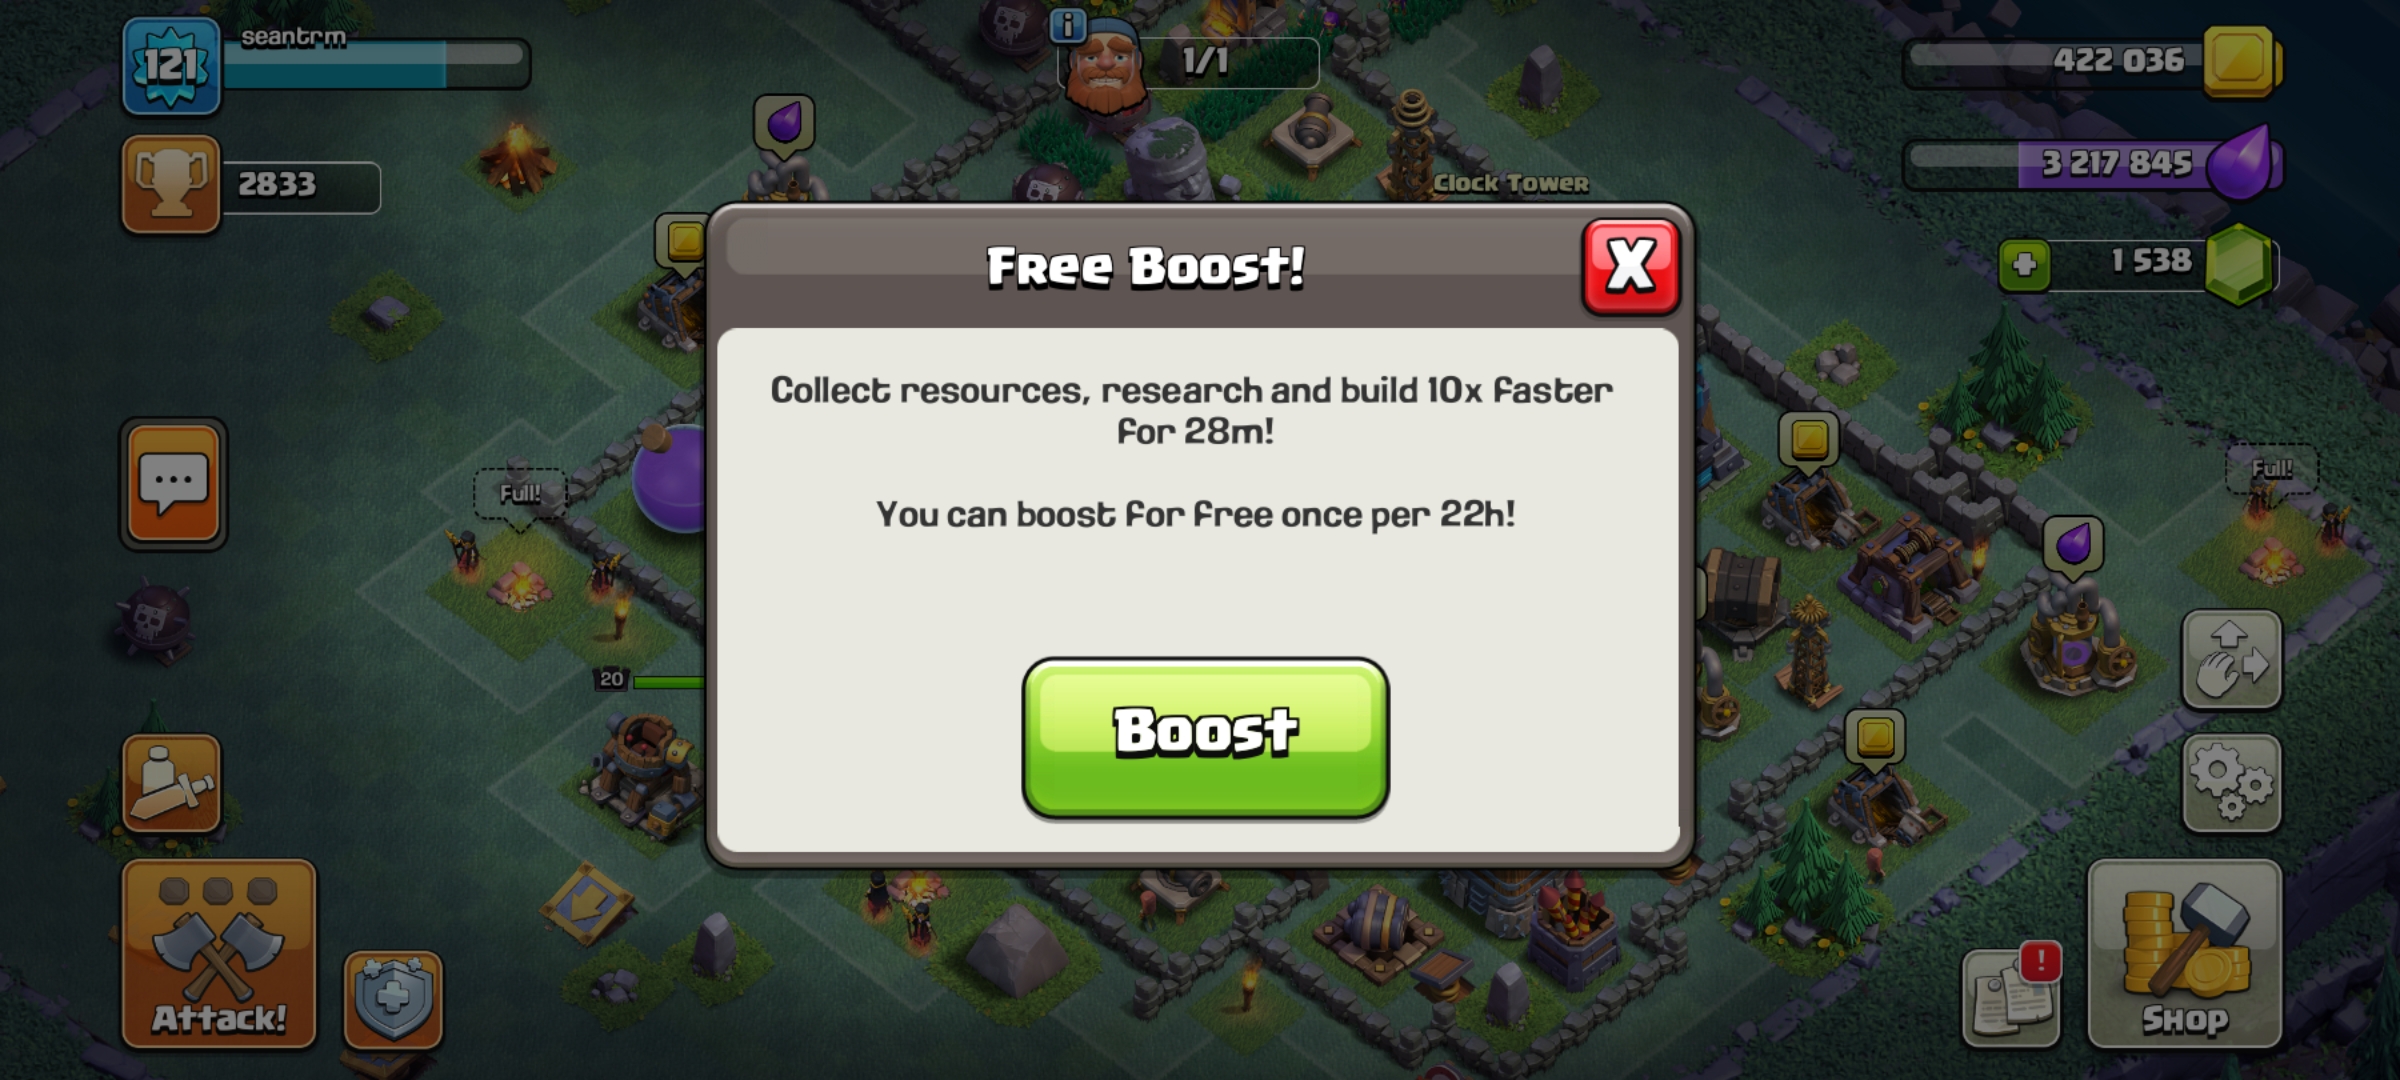 121
seantrm
i
1/1
422 036
2833
3 217 845
Clock Tower
1 538
Free Boost!
X
Collect resources, research and build 10x faster
for 28m!
You can boost for free once per 22h!
Full!
Full!
20
Boost
!
Attack!
Shop